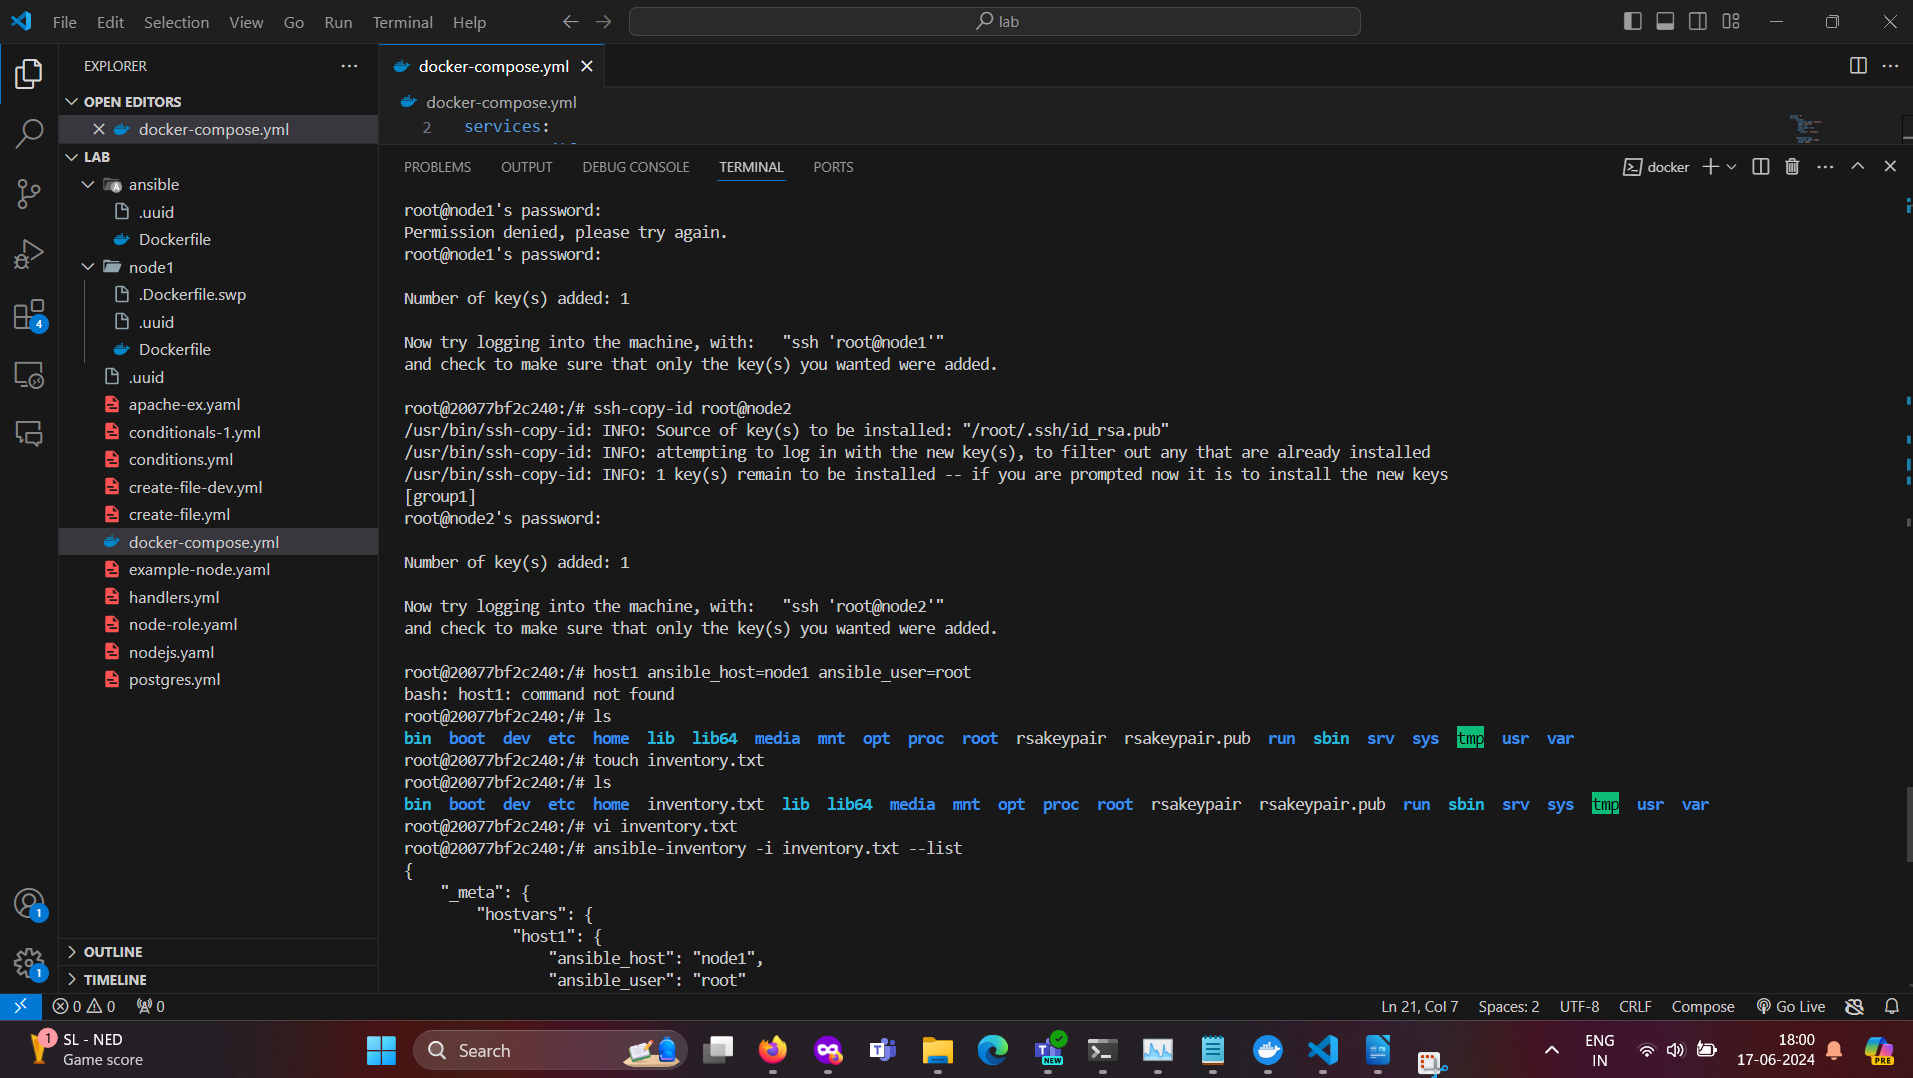 File Edit Selection View Go Run Terminal Help
lab
EXPLORER
OPEN EDITORS
docker-compose.yml
LAB
ansible
.uuid
Dockerfile
node1
.Dockerfile.swp
.uuid
Dockerfile
.uuid
apache-ex.yaml
conditionals-1.yml
conditions.yml
create-file-dev.yml
create-file.yml
docker-compose.yml
example-node.yaml
handlers.yml
node-role.yaml
nodejs.yaml
postgres.yml
OUTLINE
TIMELINE
4
1
1
docker-compose.yml
docker-compose.yml
2 services:
PROBLEMS OUTPUT DEBUG CONSOLE TERMINAL PORTS
docker
root@node1's password:
Permission denied, please try again.
root@node1's password:
Number of key(s) added: 1
Now try logging into the machine, with: "ssh 'root@node1'"
and check to make sure that only the key(s) you wanted were added.
root@20077bf2c240:/# ssh-copy-id root@node2
/usr/bin/ssh-copy-id: INFO: Source of key(s) to be installed: "/root/.ssh/id_rsa.pub"
/usr/bin/ssh-copy-id: INFO: attempting to log in with the new key(s), to filter out any that are already installed
/usr/bin/ssh-copy-id: INFO: 1 key(s) remain to be installed -- if you are prompted now it is to install the new keys
[group1]
root@node2's password:
Number of key(s) added: 1
Now try logging into the machine, with: "ssh 'root@node2'"
and check to make sure that only the key(s) you wanted were added.
root@20077bf2c240:/# host1 ansible_host=node1 ansible_user=root
bash: host1: command not found
root@20077bf2c240:/# ls
bin boot dev etc home lib lib64 media mnt opt proc root rsakeypair rsakeypair.pub run sbin srv sys tmp usr var
root@20077bf2c240:/# touch inventory.txt
root@20077bf2c240:/# ls
bin boot dev etc home inventory.txt lib lib64 media mnt opt proc root rsakeypair rsakeypair.pub run sbin srv sys tmp usr var
root@20077bf2c240:/# vi inventory.txt
root@20077bf2c240:/# ansible-inventory -i inventory.txt --list
{
"_meta": {
"hostvars": {
"host1": {
"ansible_host": "node1",
"ansible_user": "root"
0 0 0
Ln 21, Col 7 Spaces: 2 UTF-8 CRLF Compose Go Live
1
SL - NED
Game score
Search
NEW
ENG
IN
18:00
17-06-2024
PRE